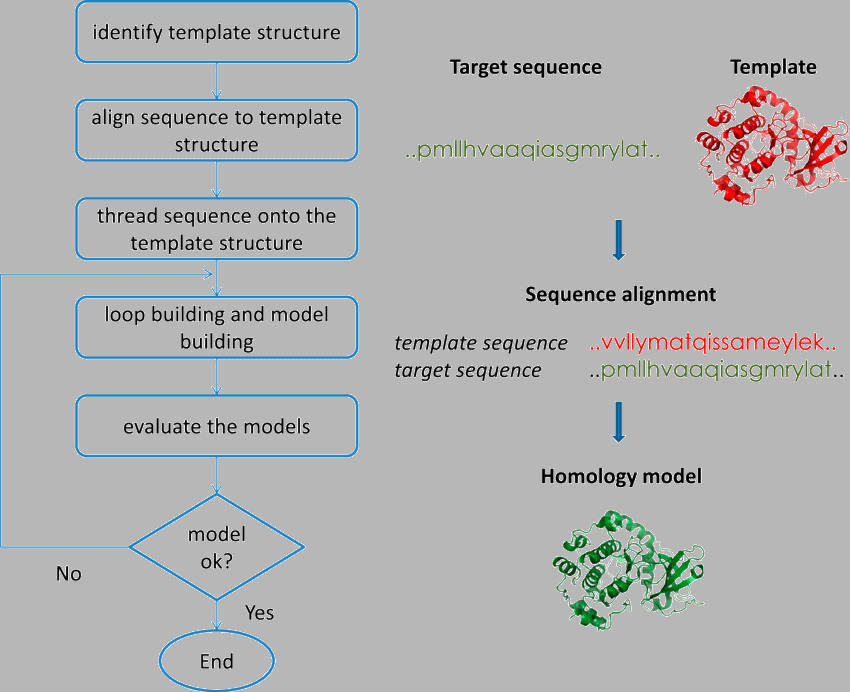 identify template structure
align sequence to template
structure
thread sequence onto the
template structure
loop building and model
building
evaluate the models
model
ok?
No
Yes
End
Target sequence
Template
..pmllhvaaqiasgmrylat..
Sequence alignment
template sequence ..vvllymatqissameylek..
target sequence ..pmllhvaaqiasgmrylat..
Homology model